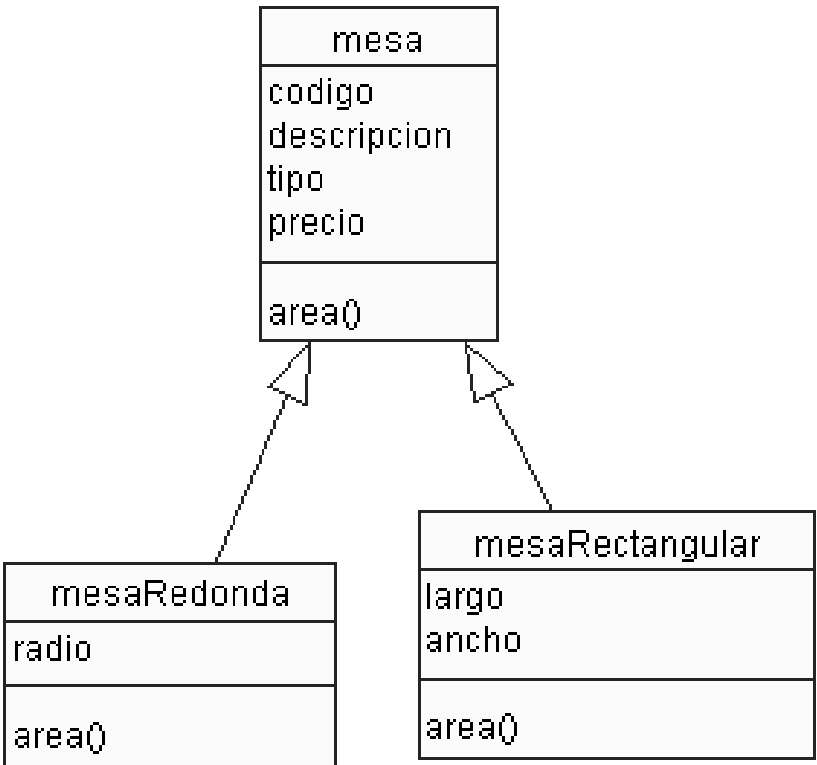 mesa
codigo
descripcion
tipo
precio
area()
mesaRedonda
radio
area()
mesaRectangular
largo
ancho
area()